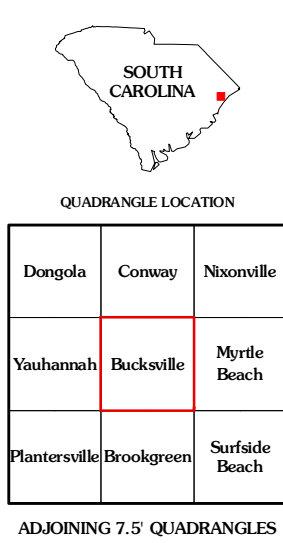 SOUTH
CAROLINA
QUADRANGLE LOCATION
Dongola Conway Nixonville
Yauhannah Bucksville Myrtle
Beach
Plantersville Brookgreen Surfside
Beach
ADJOINING 7.5' QUADRANGLES